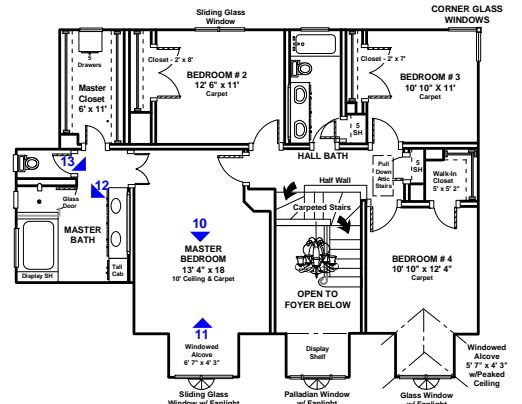 Sliding Glass
Window
CORNER GLASS
WINDOWS
5
Drawers
Closet - 2' x 8'
BEDROOM # 2
12' 6" x 11'
Carpet
Closet - 2' x 7'
BEDROOM # 3
10' 10" X 11'
Carpet
Master
Closet
6' x 11'
5
SH
HALL BATH
13
Half Wall
Pull
Down
Attic
Stairs
5
SH
Walk-In
Closet
5' x 5' 2"
12
Glass
Door
Carpeted Stairs
MASTER
BATH
10
MASTER
BEDROOM
13' 4" x 18
10' Ceiling & Carpet
BEDROOM # 4
10' 10" x 12' 4"
Carpet
Display SH
Tall
Cab
OPEN TO
FOYER BELOW
11
Windowed
Alcove
6' 7" x 4' 3"
Display
Shelf
Windowed
Alcove
5' 7" x 4' 3"
w/Peaked
Ceiling
Sliding Glass
Window w/ Fanlight
Palladian Window
w/ Fanlight
Glass Window
w/ Fanlight